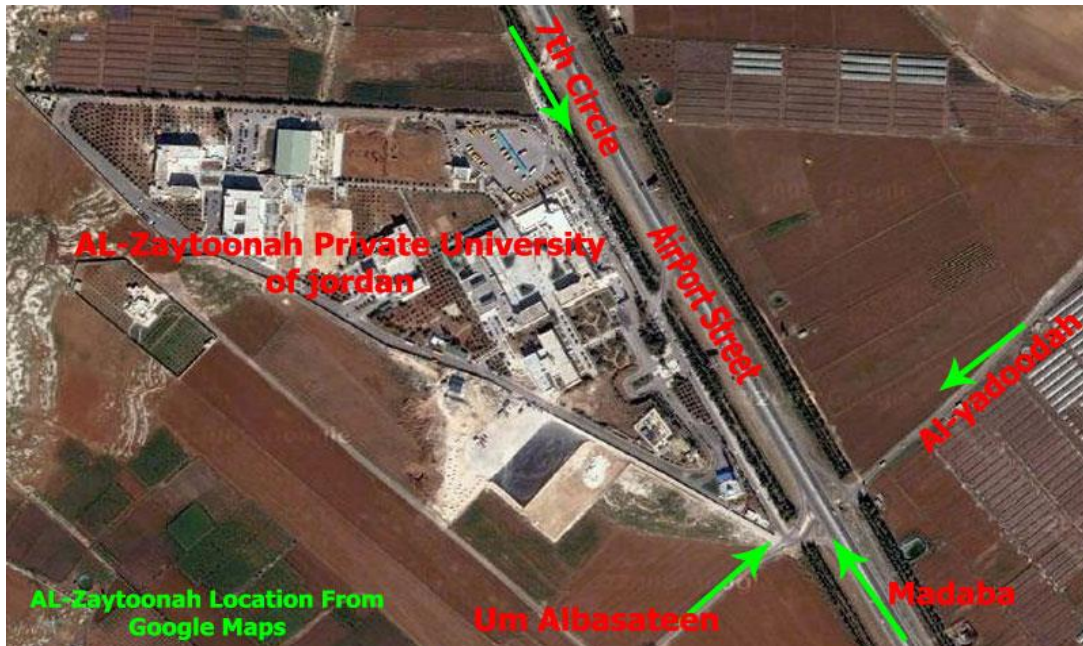 7th Circle
AirPort Street
AL-Zaytoonah Private University
of jordan
Al-yadoodah
Madaba
Um Albasateen
AL-Zaytoonah Location From
Google Maps